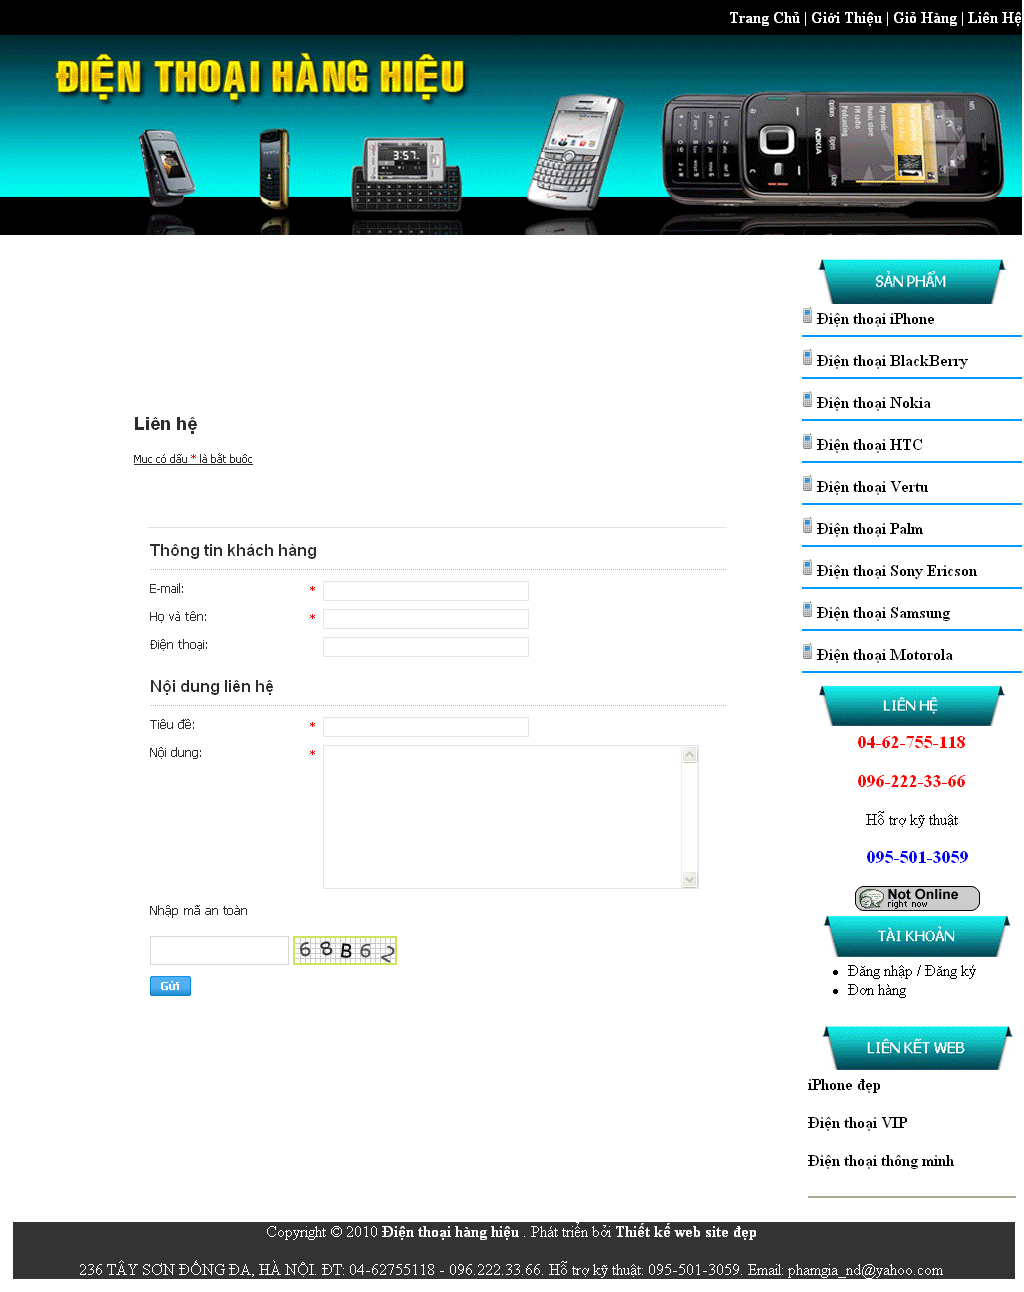 Trang Chủ | Giới Thiệu | Giỏ Hàng | Liên Hệ
ĐIỆN THOẠI HÀNG HIỆU
3:57
NOKIA
SẢN PHẨM
Điện thoại iPhone
Điện thoại BlackBerry
Điện thoại Nokia
Điện thoại HTC
Điện thoại Vertu
Điện thoại Palm
Điện thoại Sony Ericson
Điện thoại Samsung
Điện thoại Motorola
Liên hệ
Mục có dấu * là bắt buộc
Thông tin khách hàng
E-mail: *
Họ và tên: *
Điện thoại:
Nội dung liên hệ
Tiêu đề: *
Nội dung: *
Nhập mã an toàn
68B62
Gửi
LIÊN HỆ
04-62-755-118
096-222-33-66
Hỗ trợ kỹ thuật
095-501-3059
Not Online
right now
TÀI KHOẢN
Đăng nhập / Đăng ký
Đơn hàng
LIÊN KẾT WEB
iPhone đẹp
Điện thoại VIP
Điện thoại thông minh
Copyright © 2010 Điện thoại hàng hiệu . Phát triển bởi Thiết kế web site đẹp
236 TÂY SƠN ĐỐNG ĐA, HÀ NỘI. ĐT: 04-62755118 - 096.222.33.66. Hỗ trợ kỹ thuật: 095-501-3059. Email: phamgia_nd@yahoo.com